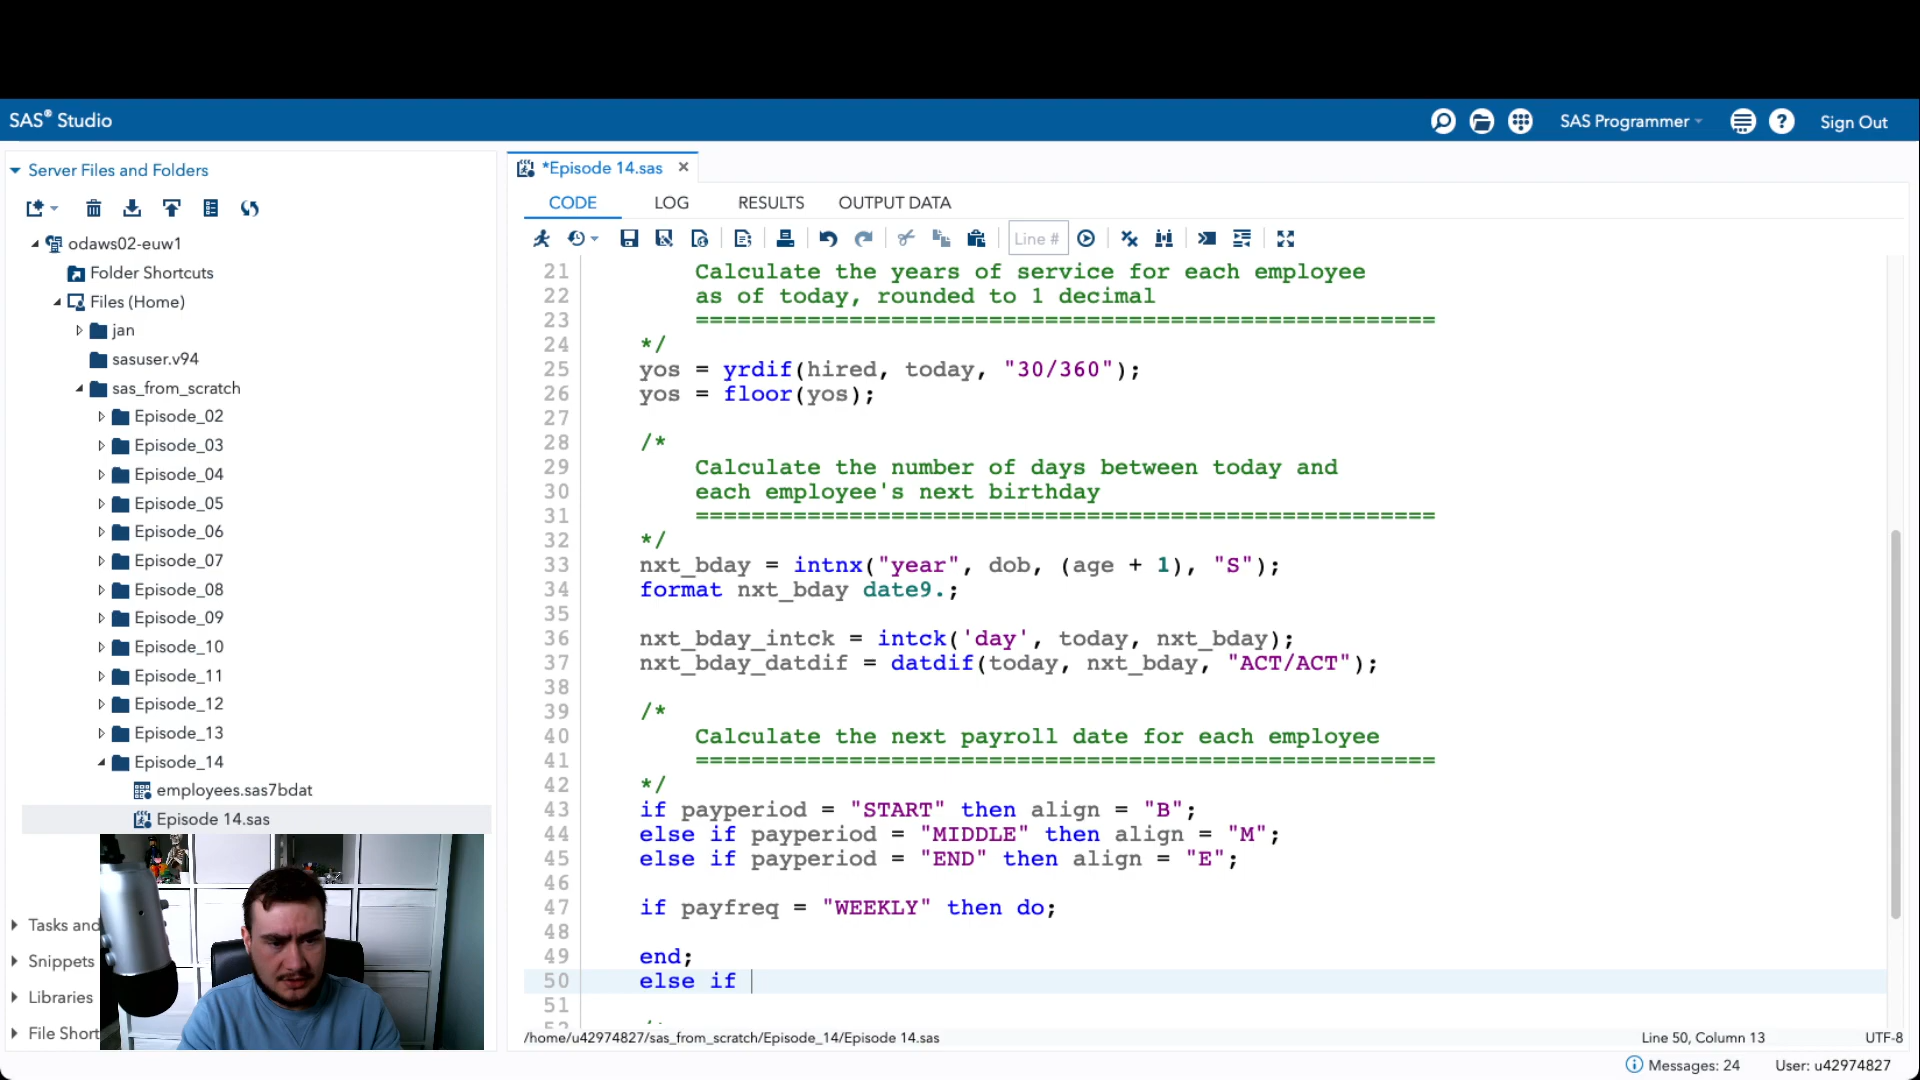 SAS® Studio
SAS Programmer
Sign Out
Server Files and Folders
odaws02-euw1
Folder Shortcuts
Files (Home)
jan
sasuser.v94
sas_from_scratch
Episode_02
Episode_03
Episode_04
Episode_05
Episode_06
Episode_07
Episode_08
Episode_09
Episode_10
Episode_11
Episode_12
Episode_13
Episode_14
employees.sas7bdat
Episode 14.sas
Tasks and
Snippets
Libraries
File Short
*Episode 14.sas
CODE LOG RESULTS OUTPUT DATA
Line #
21 Calculate the years of service for each employee
22 as of today, rounded to 1 decimal
23 =====================================================
24 */
25 yos = yrdif(hired, today, "30/360");
26 yos = floor(yos);
27
28 /*
29 Calculate the number of days between today and
30 each employee's next birthday
31 =====================================================
32 */
33 nxt_bday = intnx("year", dob, (age + 1), "S");
34 format nxt_bday date9.;
35
36 nxt_bday_intck = intck('day', today, nxt_bday);
37 nxt_bday_datdif = datdif(today, nxt_bday, "ACT/ACT");
38
39 /*
40 Calculate the next payroll date for each employee
41 =====================================================
42 */
43 if payperiod = "START" then align = "B";
44 else if payperiod = "MIDDLE" then align = "M";
45 else if payperiod = "END" then align = "E";
46
47 if payfreq = "WEEKLY" then do;
48
49 end;
50 else if
51
/home/u42974827/sas_from_scratch/Episode_14/Episode 14.sas
Line 50, Column 13
UTF-8
Messages: 24
User: u42974827